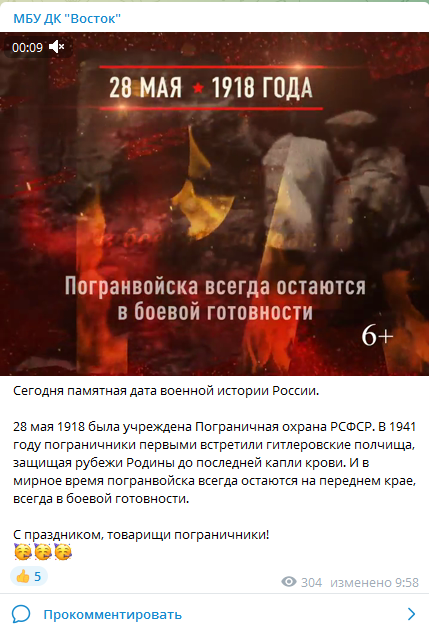 МБУ ДК "Восток"
00:09
28 МАЯ ★ 1918 ГОДА
Погранвойска всегда остаются
в боевой готовности
6+
Сегодня памятная дата военной истории России.
28 мая 1918 была учреждена Пограничная охрана РСФСР. В 1941
году пограничники первыми встретили гитлеровские полчища,
защищая рубежи Родины до последней капли крови. И в
мирное время погранвойска всегда остаются на переднем крае,
всегда в боевой готовности.
С праздником, товарищи пограничники!
🥳🥳🥳
👍 5
304 изменено 9:58
Прокомментировать